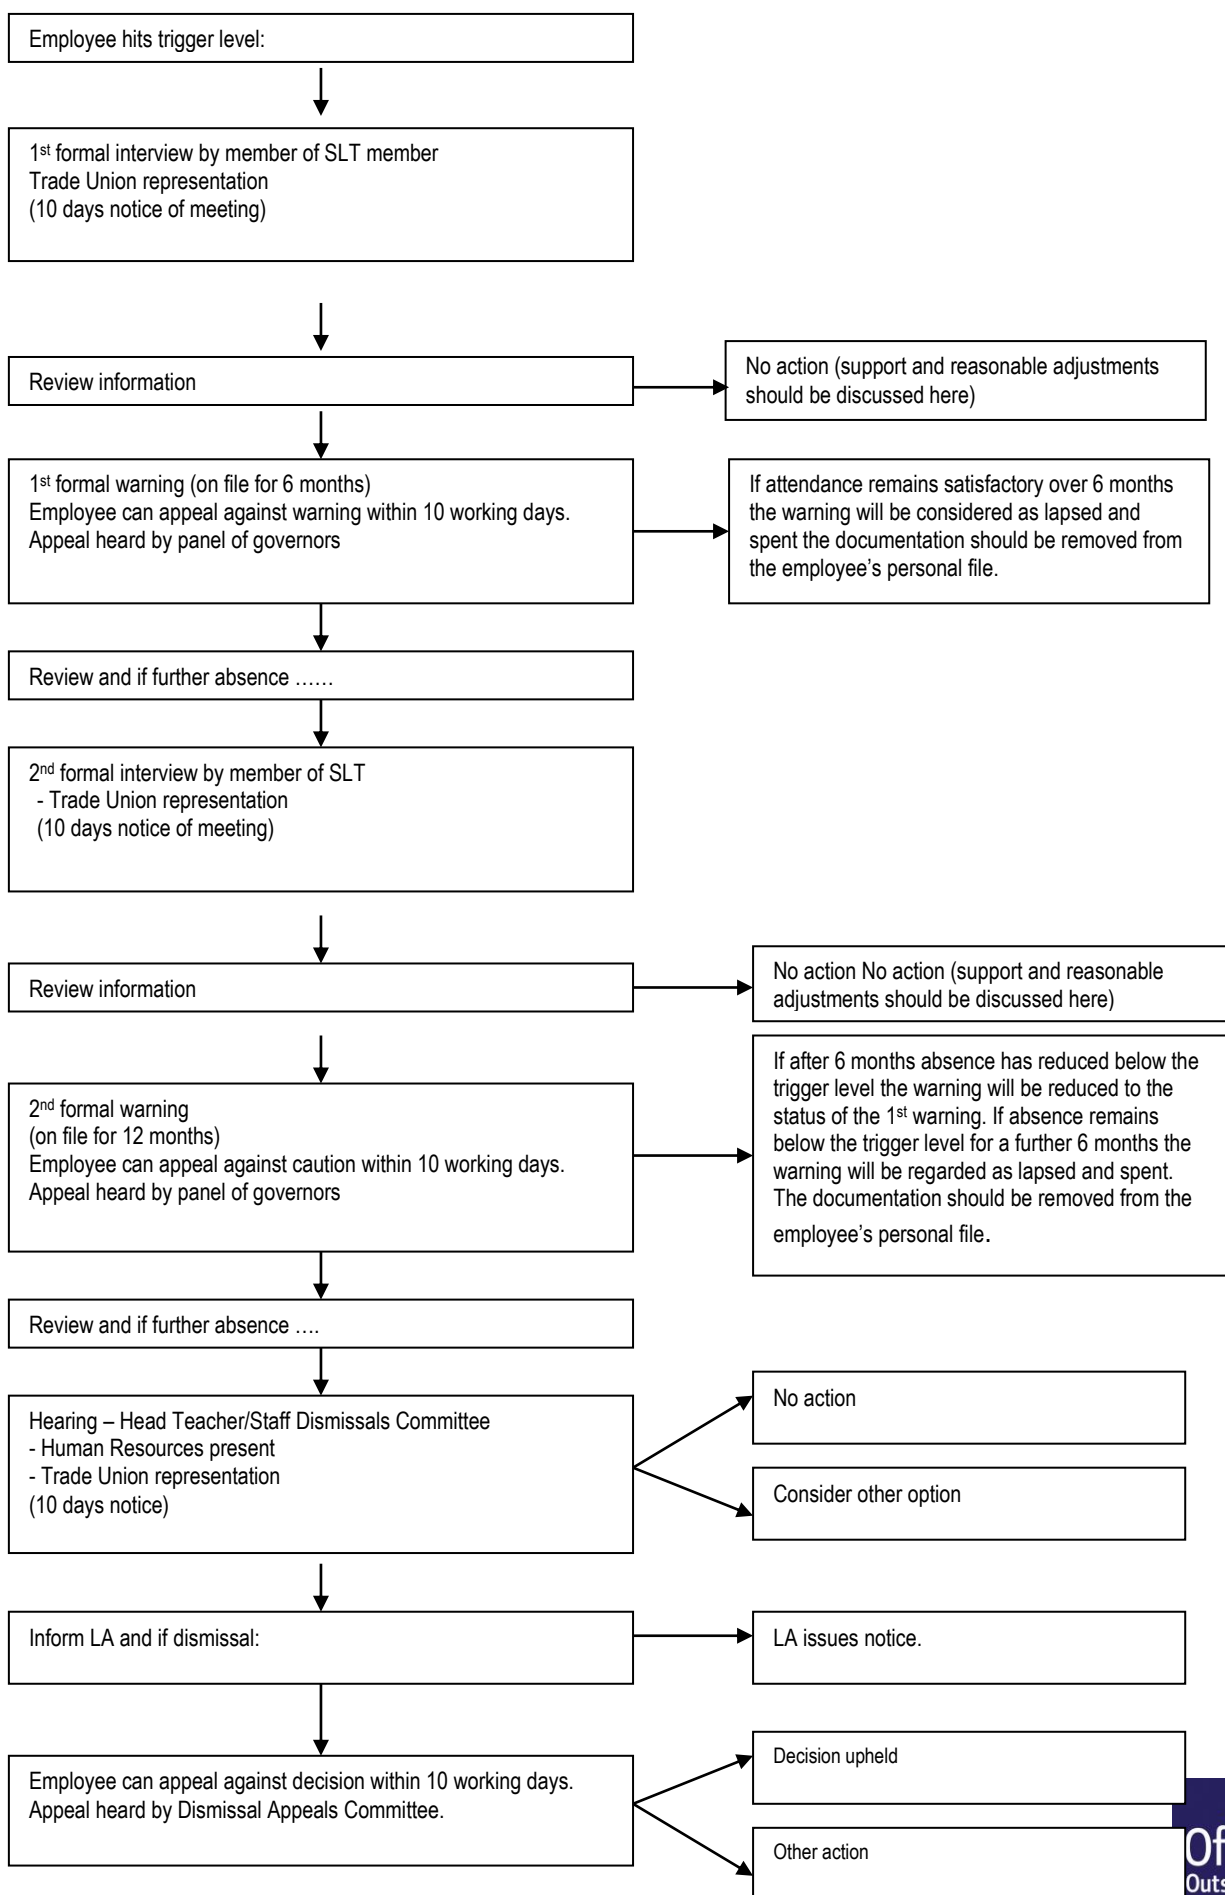 Employee hits trigger level:
1st formal interview by member of SLT member
Trade Union representation
(10 days notice of meeting)
Review information
No action (support and reasonable adjustments
should be discussed here)
1st formal warning (on file for 6 months)
Employee can appeal against warning within 10 working days.
Appeal heard by panel of governors
If attendance remains satisfactory over 6 months
the warning will be considered as lapsed and
spent the documentation should be removed from
the employee’s personal file.
Review and if further absence ……
2nd formal interview by member of SLT
- Trade Union representation
(10 days notice of meeting)
Review information
No action No action (support and reasonable
adjustments should be discussed here)
2nd formal warning
(on file for 12 months)
Employee can appeal against caution within 10 working days.
Appeal heard by panel of governors
If after 6 months absence has reduced below the
trigger level the warning will be reduced to the
status of the 1st warning. If absence remains
below the trigger level for a further 6 months the
warning will be regarded as lapsed and spent.
The documentation should be removed from the
employee’s personal file.
Review and if further absence ….
Hearing – Head Teacher/Staff Dismissals Committee
- Human Resources present
- Trade Union representation
(10 days notice)
No action
Consider other option
Inform LA and if dismissal:
LA issues notice.
Employee can appeal against decision within 10 working days.
Appeal heard by Dismissal Appeals Committee.
Decision upheld
Other action
Of
Outs